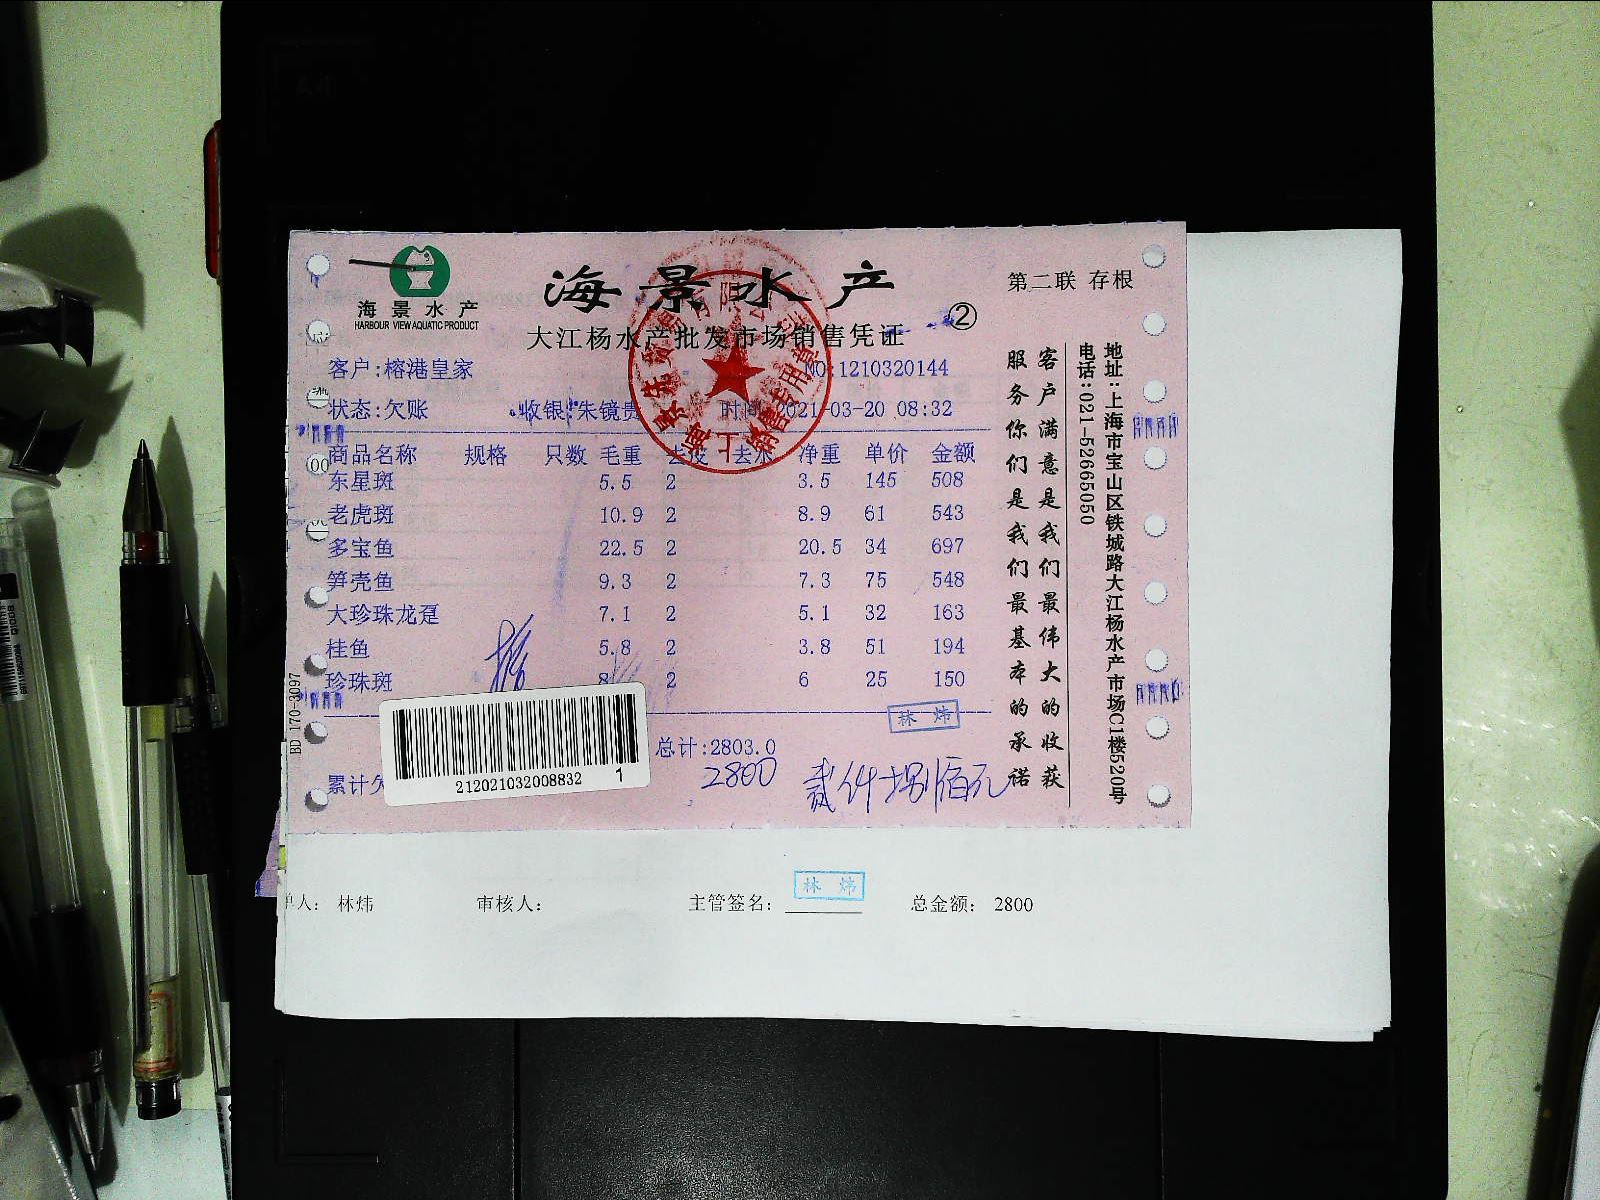 海景水产
HARBOUR VIEW AQUATIC PRODUCT
海景水产
第二联 存根
大江杨水产批发市场销售凭证
②
客户:榕港皇家 NO:1210320144
状态:欠账 收银:朱镜贵 时间 2021-03-20 08:32
商品名称 规格 只数 毛重 去皮 去水 净重 单价 金额
东星斑 5.5 2 3.5 145 508
老虎斑 10.9 2 8.9 61 543
多宝鱼 22.5 2 20.5 34 697
笋壳鱼 9.3 2 7.3 75 548
大珍珠龙趸 7.1 2 5.1 32 163
桂鱼 5.8 2 3.8 51 194
珍珠斑 8 2 6 25 150
林炜
总计:2803.0
2800
累计欠
212021032008832 1
BD 170-3097
客户满意是我们最伟大的收获
服务你们是我们最基本的承诺
地址:上海市宝山区铁城路大江杨水产市场C1楼520号
电话:021-52665050
单人: 林炜 审核人: 主管签名: 林炜 总金额: 2800